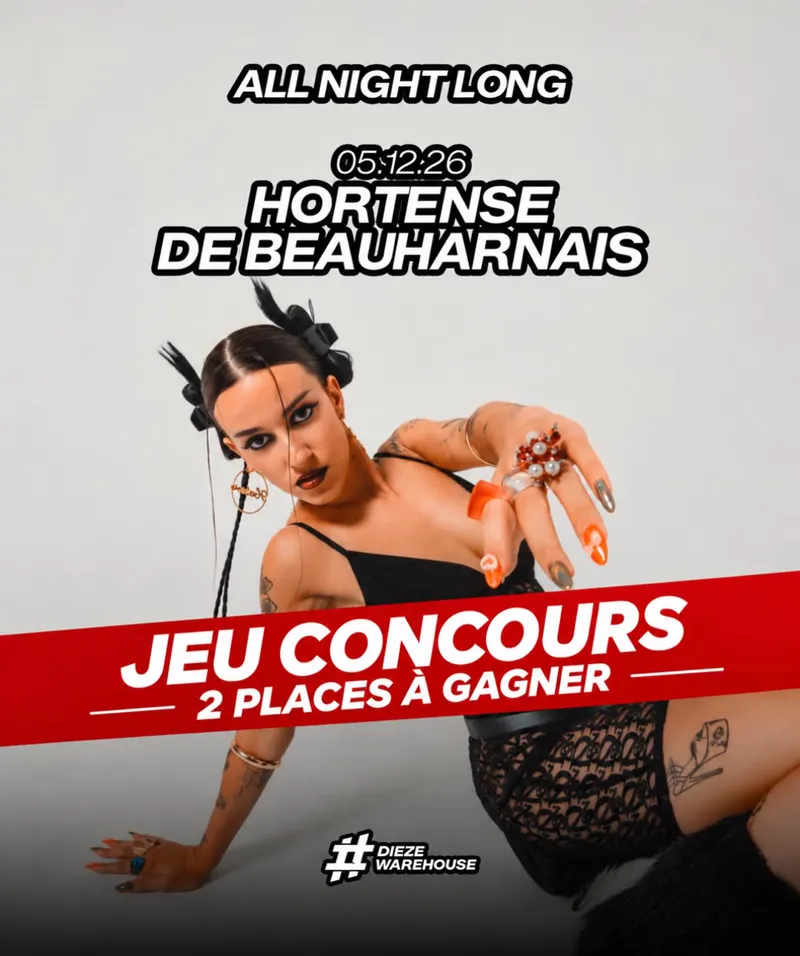 ALL NIGHT LONG
05.12.26
HORTENSE
DE BEAUHARNAIS
JEU CONCOURS
2 PLACES À GAGNER
# DIEZE
WAREHOUSE